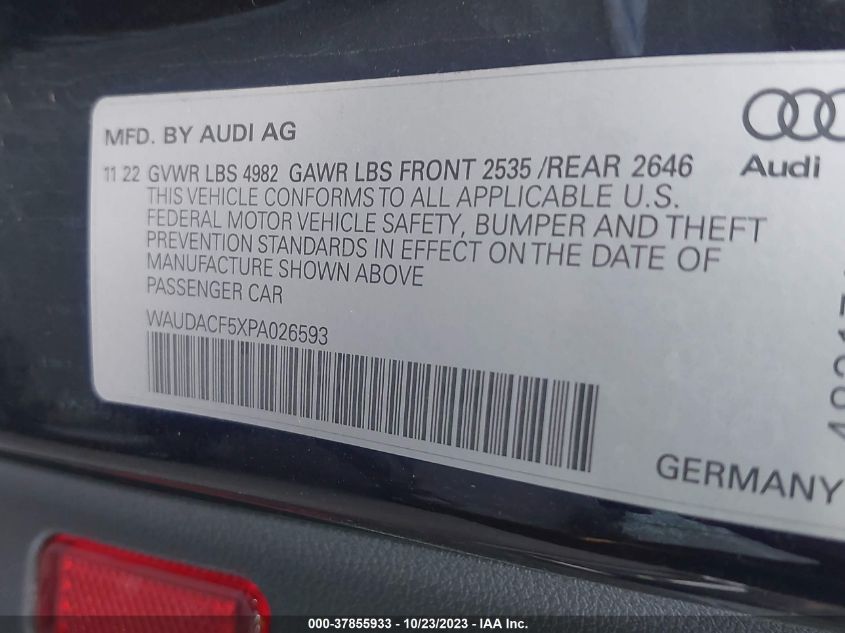 MFD. BY AUDI AG
11 22 GVWR LBS 4982 GAWR LBS FRONT 2535 /REAR 2646
THIS VEHICLE CONFORMS TO ALL APPLICABLE U.S.
FEDERAL MOTOR VEHICLE SAFETY, BUMPER AND THEFT
PREVENTION STANDARDS IN EFFECT ON THE DATE OF
MANUFACTURE SHOWN ABOVE
PASSENGER CAR
WAUDACF5XPA026593
Audi
GERMANY
000-37855933 - 10/23/2023 - IAA Inc.